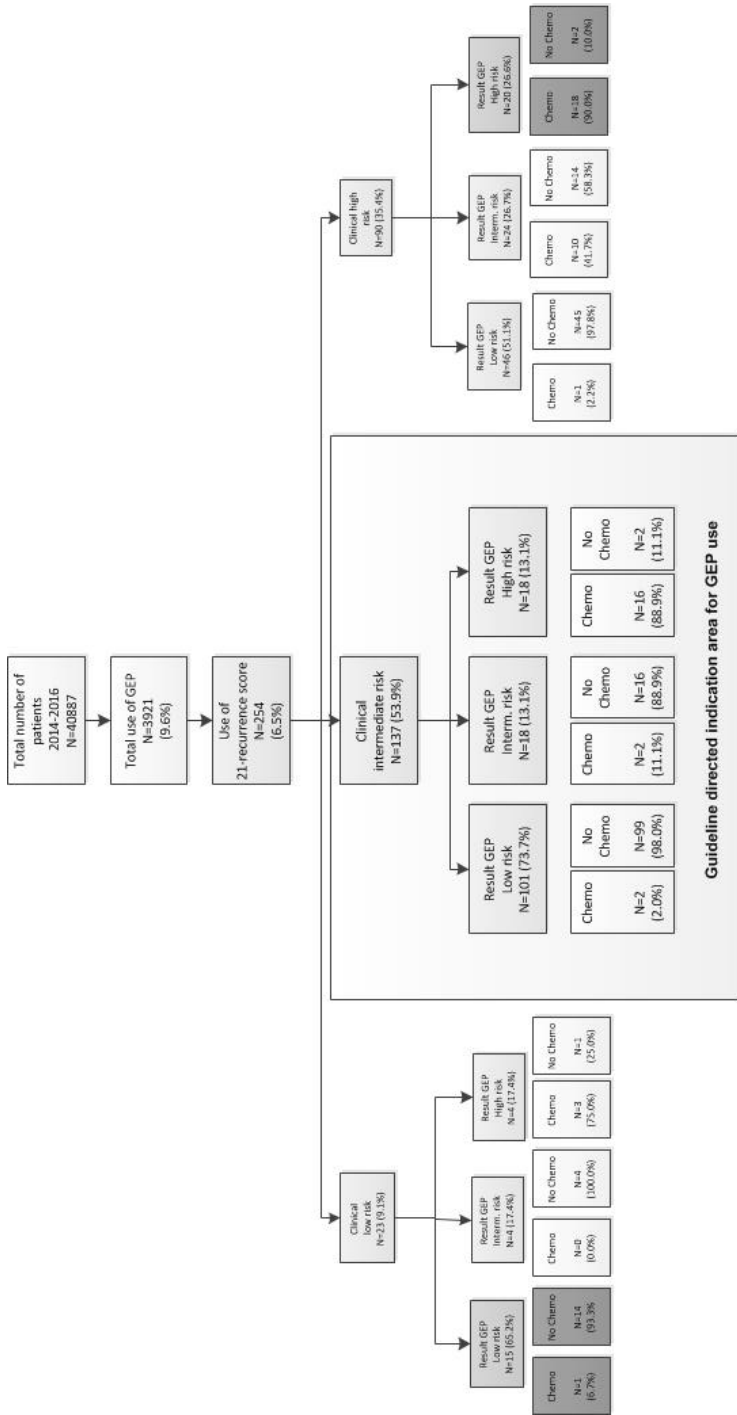 Total number of
patients
2014-2016
N=40887
Total use of GEP
N=3921
(9.6%)
Use of
21-recurrence score
N=254
(6.5%)
Clinical
low risk
N=23 (9.1%)
Clinical
intermediate risk
N=137 (53.9%)
Clinical high
risk
N=90 (35.4%)
Result GEP
Low risk
N=15 (65.2%)
Result GEP
Interm. risk
N=4 (17.4%)
Result GEP
High risk
N=4 (17.4%)
Result GEP
Low risk
N=101 (73.7%)
Result GEP
Interm. risk
N=18 (13.1%)
Result GEP
High risk
N=18 (13.1%)
Result GEP
Low risk
N=46 (51.1%)
Result GEP
Interm. risk
N=24 (26.7%)
Result GEP
High risk
N=20 (26.6%)
Chemo
N=1
(6.7%)
No Chemo
N=14
(93.3%
Chemo
N=0
(0.0%)
No Chemo
N=4
(100.0%)
Chemo
N=3
(75.0%)
No Chemo
N=1
(25.0%)
Chemo
N=2
(2.0%)
No
Chemo
N=99
(98.0%)
Chemo
N=2
(11.1%)
No
Chemo
N=16
(88.9%)
Chemo
N=16
(88.9%)
No
Chemo
N=2
(11.1%)
Chemo
N=1
(2.2%)
No Chemo
N=45
(97.8%)
Chemo
N=10
(41.7%)
No Chemo
N=14
(58.3%)
Chemo
N=18
(90.0%)
No Chemo
N=2
(10.0%)
Guideline directed indication area for GEP use